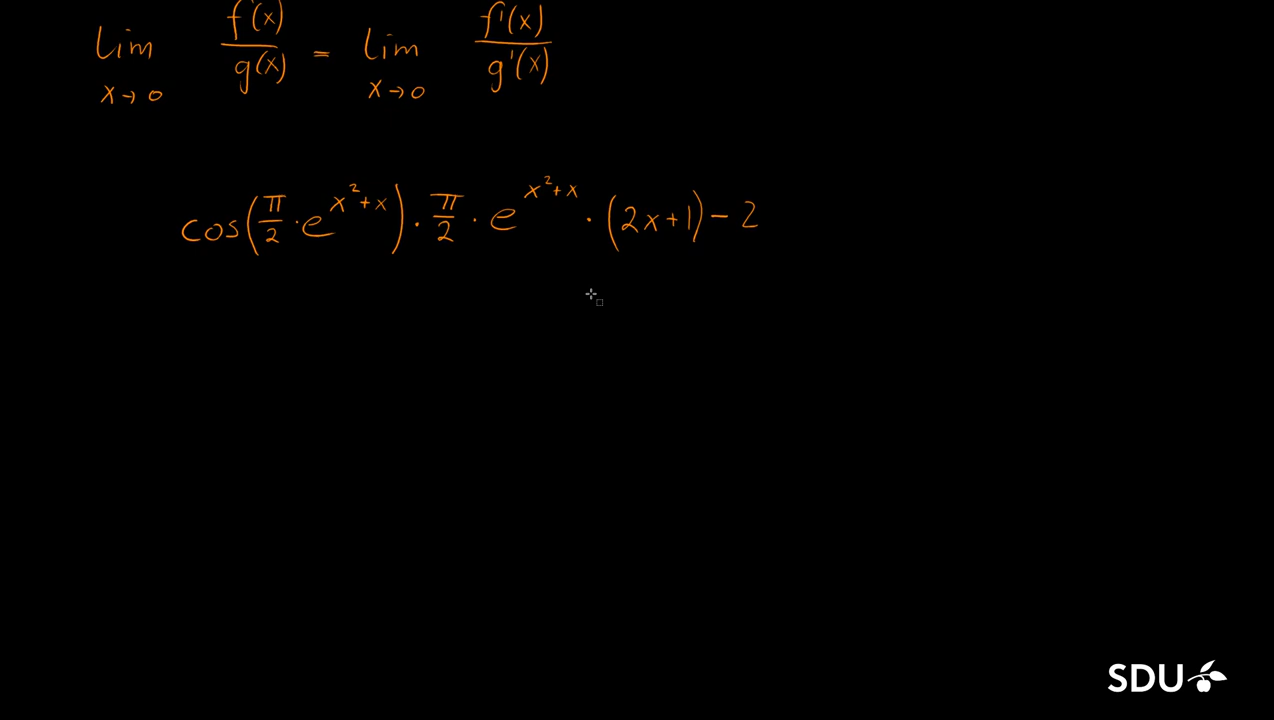 lim x→0 f(x)/g(x) = lim x→0 f'(x)/g'(x)
cos(π/2 · e^(x²+x)) · π/2 · e^(x²+x) · (2x+1) − 2
SDU